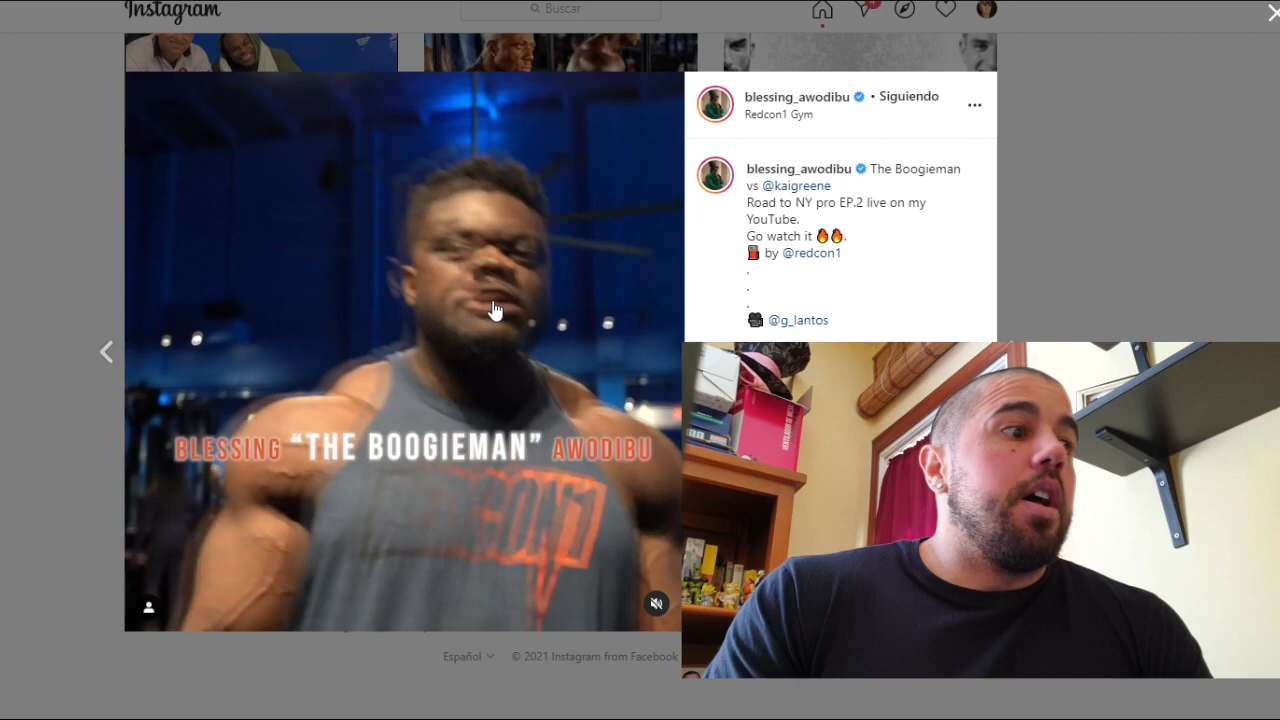 Instagram
Buscar
blessing_awodibu • Siguiendo
Redcon1 Gym
blessing_awodibu The Boogieman
vs @kaigreene
Road to NY pro EP.2 live on my
YouTube.
Go watch it 🔥🔥.
by @redcon1
.
.
.
@g_lantos
BLESSING “THE BOOGIEMAN” AWODIBU
REDCON1
Español
© 2021 Instagram from Facebook